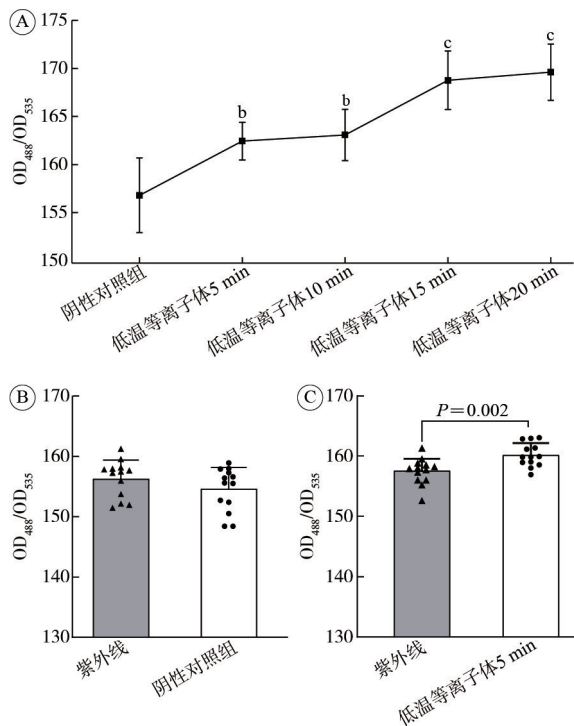 A
175
170
165
160
155
150
OD488/OD535
b
b
c
c
阴性对照组
低温等离子体5 min
低温等离子体10 min
低温等离子体15 min
低温等离子体20 min
B
170
160
150
140
130
OD488/OD535
紫外线
阴性对照组
C
170
160
150
140
130
OD488/OD535
P=0.002
紫外线
低温等离子体5 min